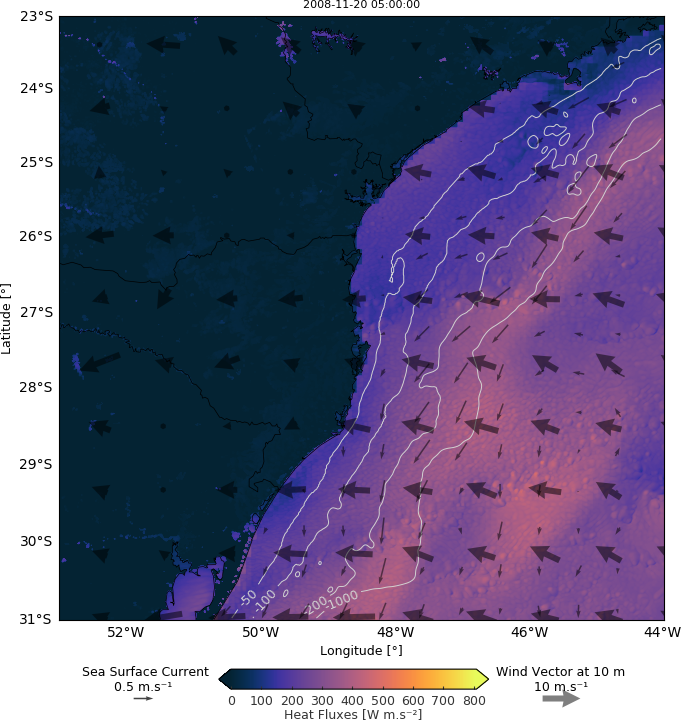 2008-11-20 05:00:00
23°S
24°S
25°S
26°S
27°S
28°S
29°S
30°S
31°S
Latitude [°]
-50
-100
-200
-1000
52°W
50°W
48°W
46°W
44°W
Longitude [°]
Sea Surface Current
0.5 m.s⁻¹
Wind Vector at 10 m
10 m.s⁻¹
0 100 200 300 400 500 600 700 800
Heat Fluxes [W m.s⁻²]